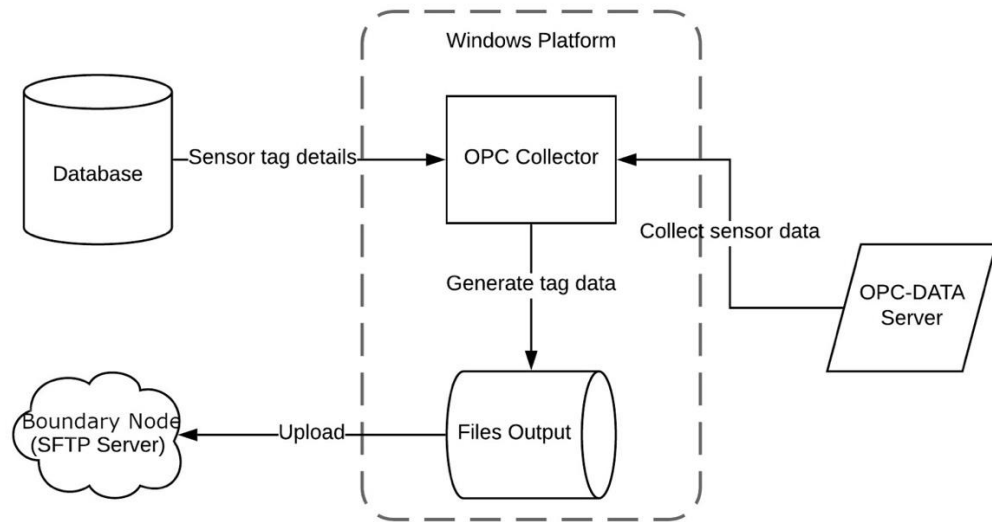 Windows Platform
Database
Sensor tag details
OPC Collector
Collect sensor data
OPC-DATA
Server
Generate tag data
Boundary Node
(SFTP Server)
Upload
Files Output